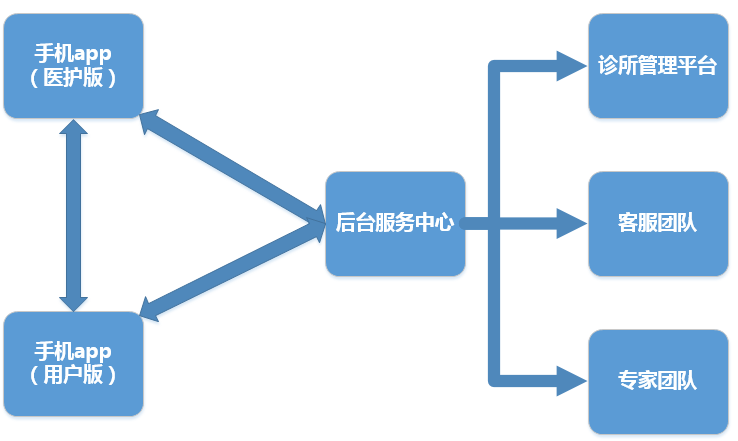 手机app
（医护版）
诊所管理平台
后台服务中心
客服团队
手机app
（用户版）
专家团队